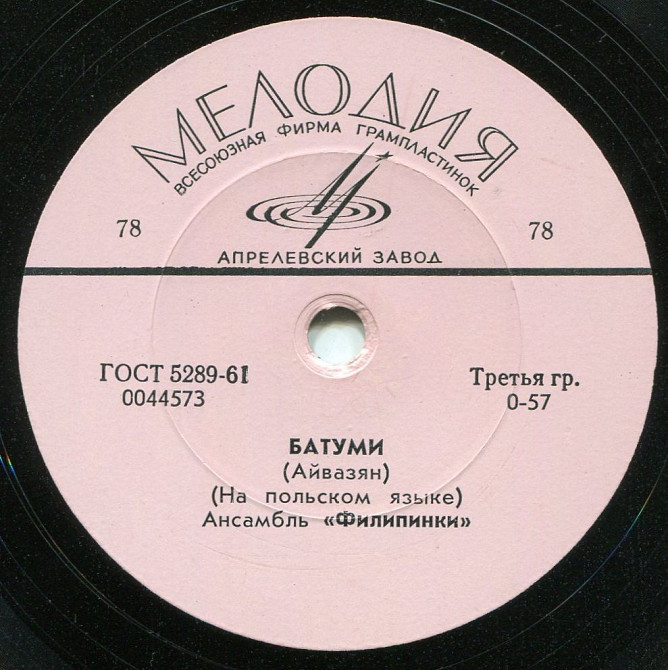 МЕЛОДИЯ
ВСЕСОЮЗНАЯ ФИРМА ГРАМПЛАСТИНОК
78
78
АПРЕЛЕВСКИЙ ЗАВОД
ГОСТ 5289-61
Третья гр.
0044573
0-57
БАТУМИ
(Айвазян)
(На польском языке)
Ансамбль «Филипинки»